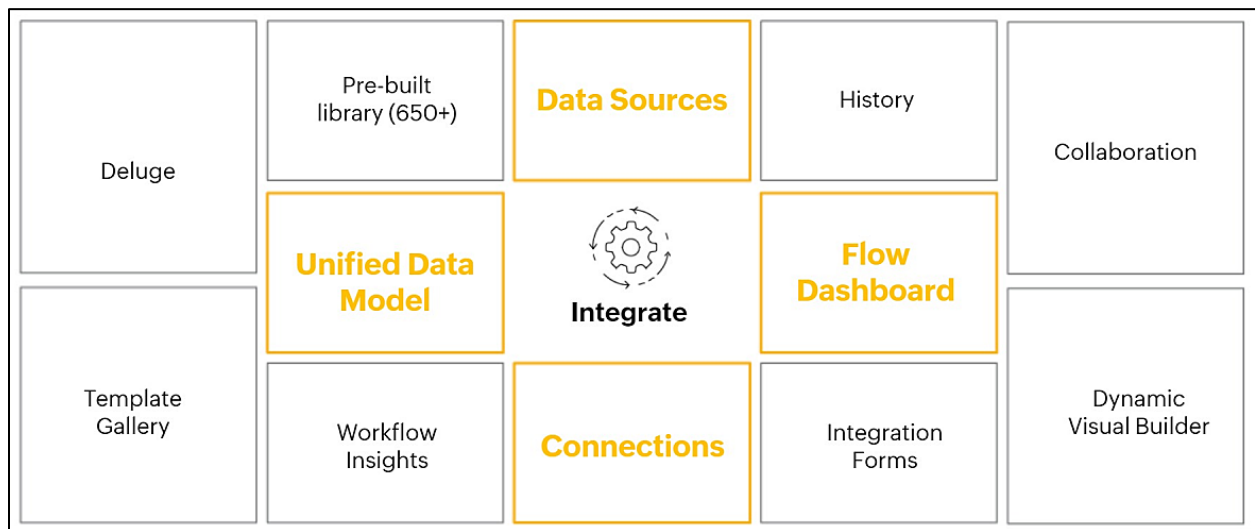 Deluge
Pre-built
library (650+)
Data Sources
History
Collaboration
Unified Data
Model
Integrate
Flow
Dashboard
Template
Gallery
Workflow
Insights
Connections
Integration
Forms
Dynamic
Visual Builder